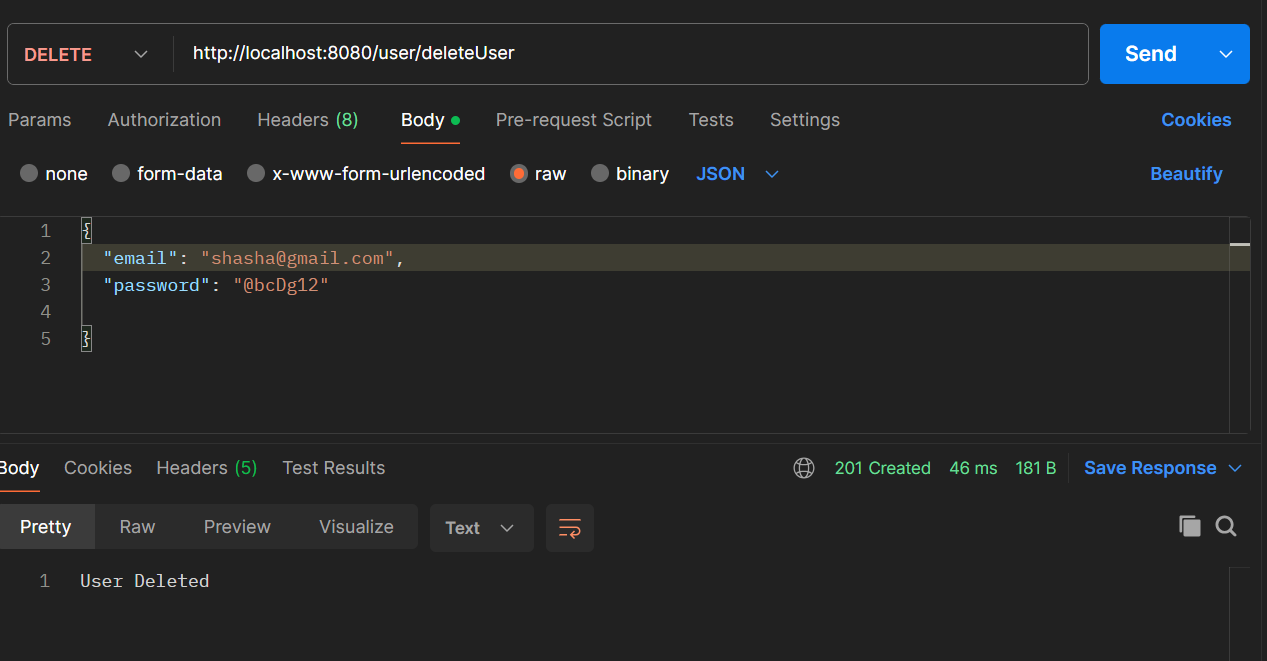 DELETE http://localhost:8080/user/deleteUser Send
Params Authorization Headers (8) Body Pre-request Script Tests Settings Cookies
none form-data x-www-form-urlencoded raw binary JSON Beautify
1 {
2 "email": "shasha@gmail.com",
3 "password": "@bcDg12"
4
5 }
Body Cookies Headers (5) Test Results 201 Created 46 ms 181 B Save Response
Pretty Raw Preview Visualize Text
1 User Deleted